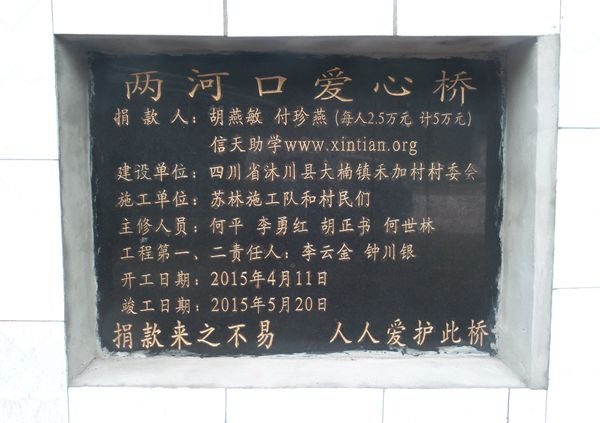 两河口爱心桥
捐款人：胡燕敏 付珍燕（每人2.5万元 计5万元）
信天助学www.xintian.org
建设单位：四川省沐川县大楠镇禾加村村委会
施工单位：苏林施工队和村民们
主修人员：何平 李勇红 胡正书 何世林
工程第一、二责任人：李云金 钟川银
开工日期：2015年4月11日
竣工日期：2015年5月20日
捐款来之不易 人人爱护此桥